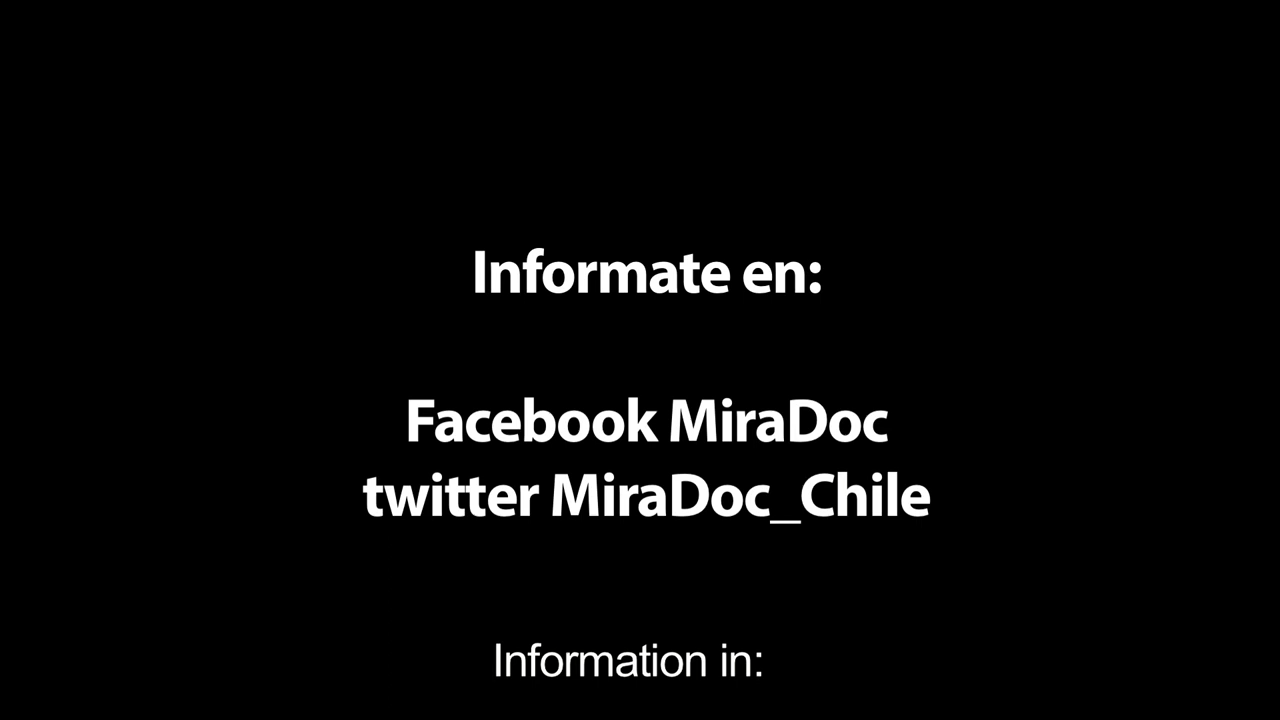 Informate en:
Facebook MiraDoc
twitter MiraDoc_Chile
Information in: